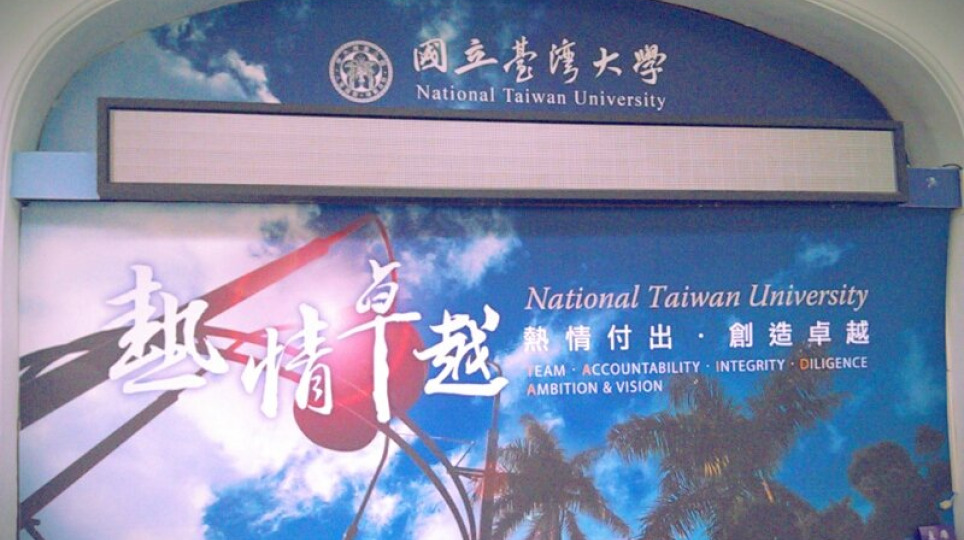 國立臺灣大學
National Taiwan University
熱情卓越
National Taiwan University
熱情付出·創造卓越
TEAM · ACCOUNTABILITY · INTEGRITY · DILIGENCE
AMBITION & VISION